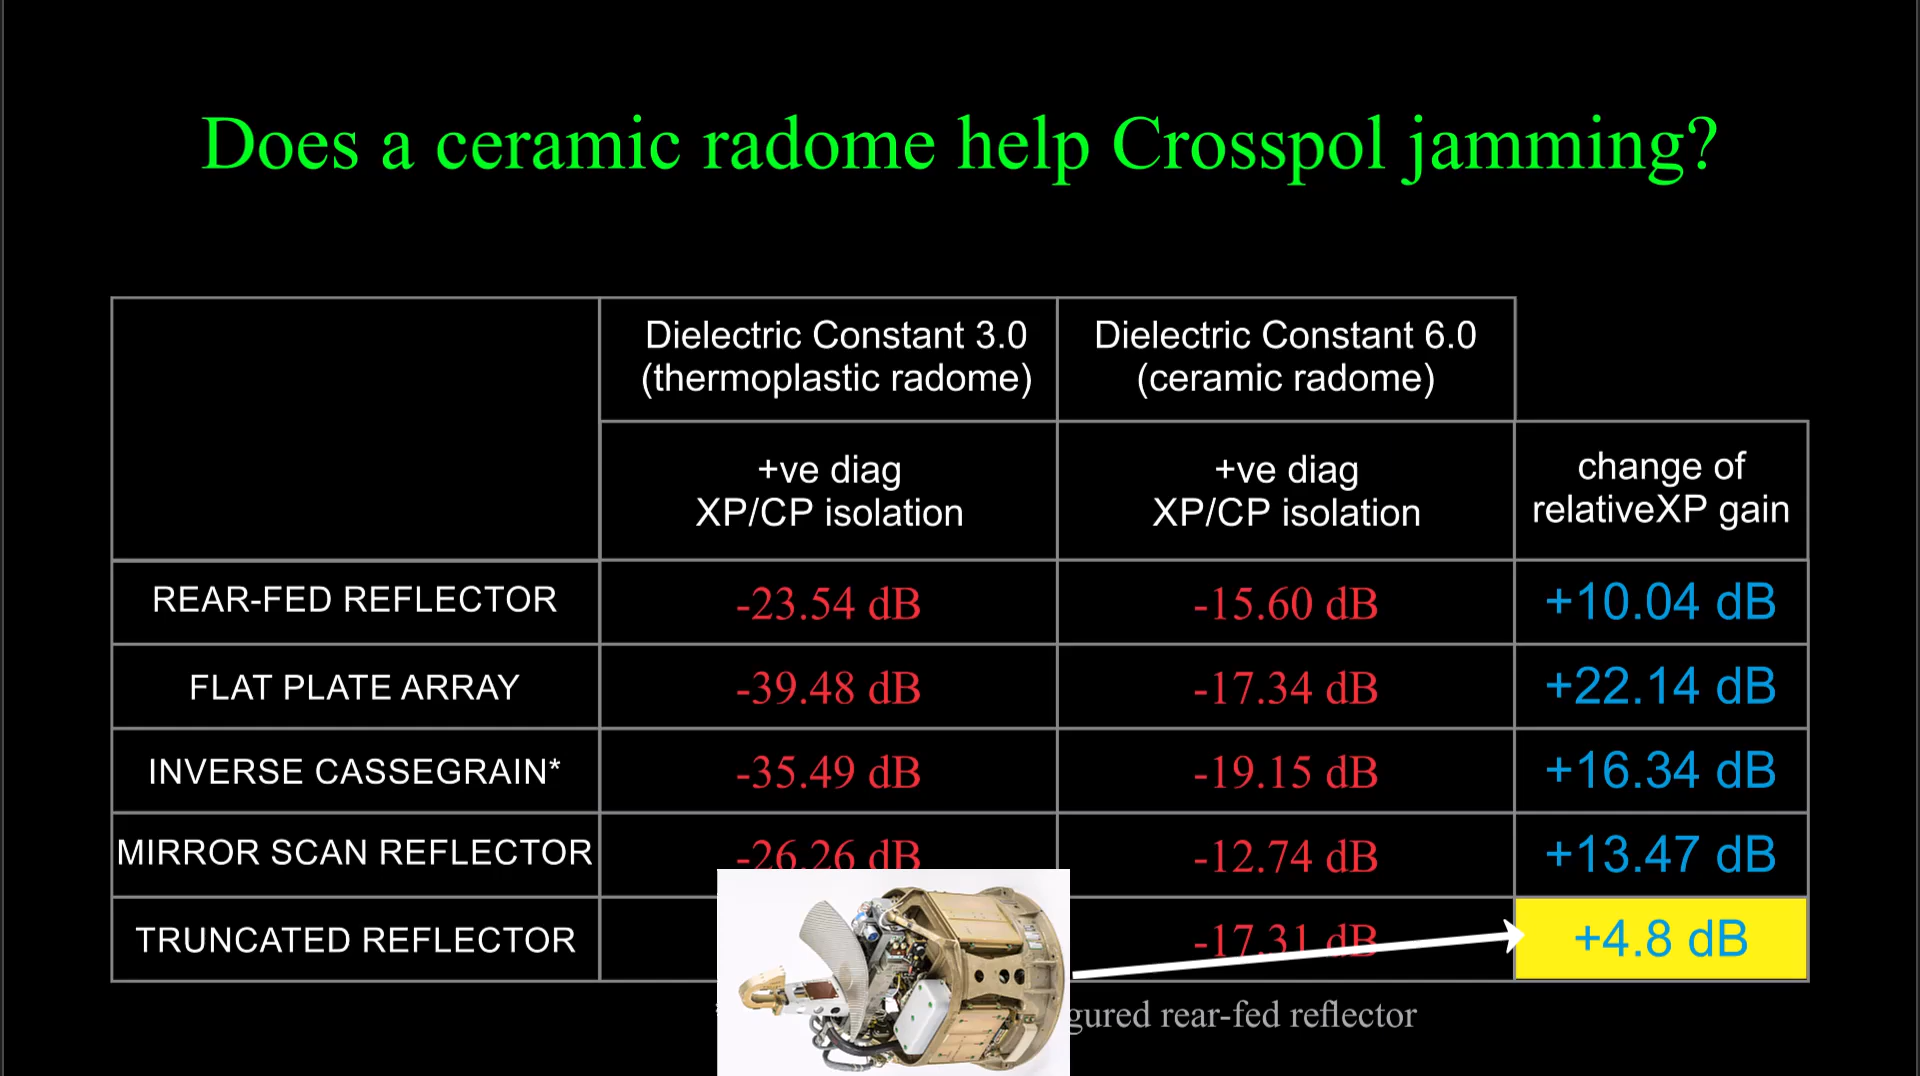 Does a ceramic radome help Crosspol jamming?
Dielectric Constant 3.0
(thermoplastic radome)
Dielectric Constant 6.0
(ceramic radome)
+ve diag
XP/CP isolation
+ve diag
XP/CP isolation
change of
relativeXP gain
REAR-FED REFLECTOR
-23.54 dB
-15.60 dB
+10.04 dB
FLAT PLATE ARRAY
-39.48 dB
-17.34 dB
+22.14 dB
INVERSE CASSEGRAIN*
-35.49 dB
-19.15 dB
+16.34 dB
MIRROR SCAN REFLECTOR
-26.26 dB
-12.74 dB
+13.47 dB
TRUNCATED REFLECTOR
-17.31 dB
+4.8 dB
gured rear-fed reflector